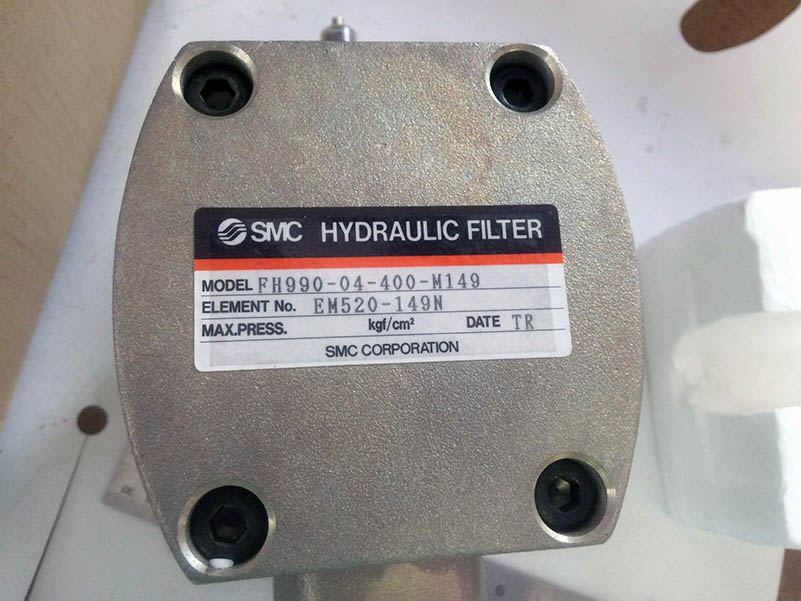 SMC HYDRAULIC FILTER
MODEL FH990-04-400-M149
ELEMENT No. EM520-149N
MAX.PRESS. kgf/cm² DATE TR
SMC CORPORATION